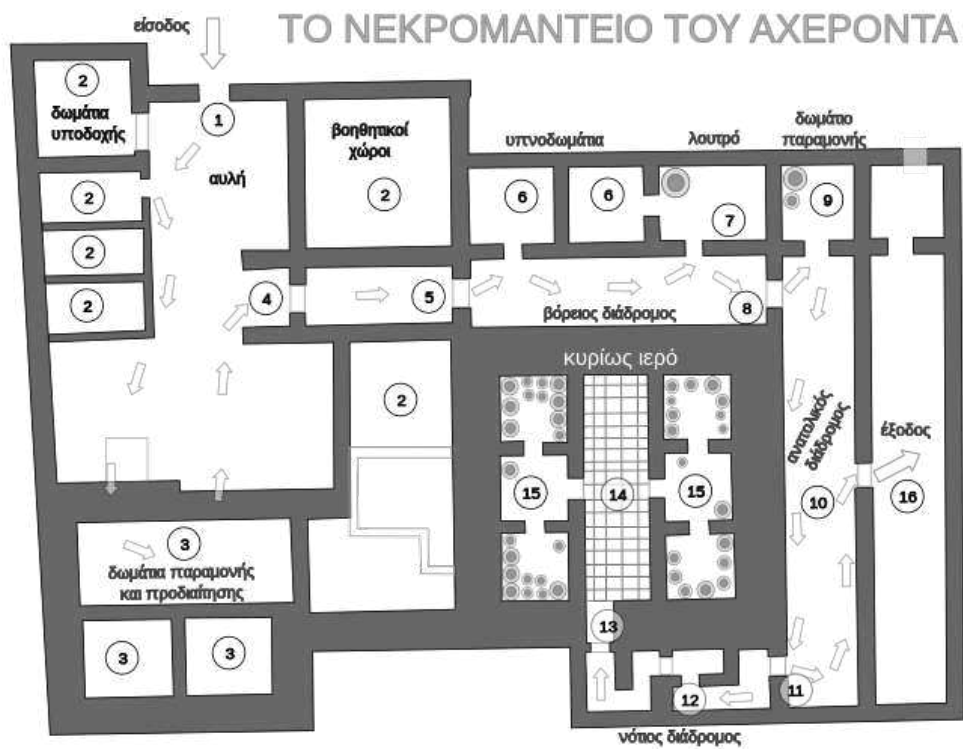 είσοδος
ΤΟ ΝΕΚΡΟΜΑΝΤΕΙΟ ΤΟΥ ΑΧΕΡΟΝΤΑ
2
δωμάτια
υποδοχής
1
αυλή
βοηθητικοί
χώροι
2
υπνοδωμάτια
λουτρό
δωμάτιο
παραμονής
6
6
7
9
2
2
2
4
5
8
βόρειος διάδρομος
κυρίως ιερό
2
ανατολικός
διάδρομος
έξοδος
15
14
15
10
16
3
δωμάτια παραμονής
και προδιαίτησης
3
3
13
12
11
νότιος διάδρομος